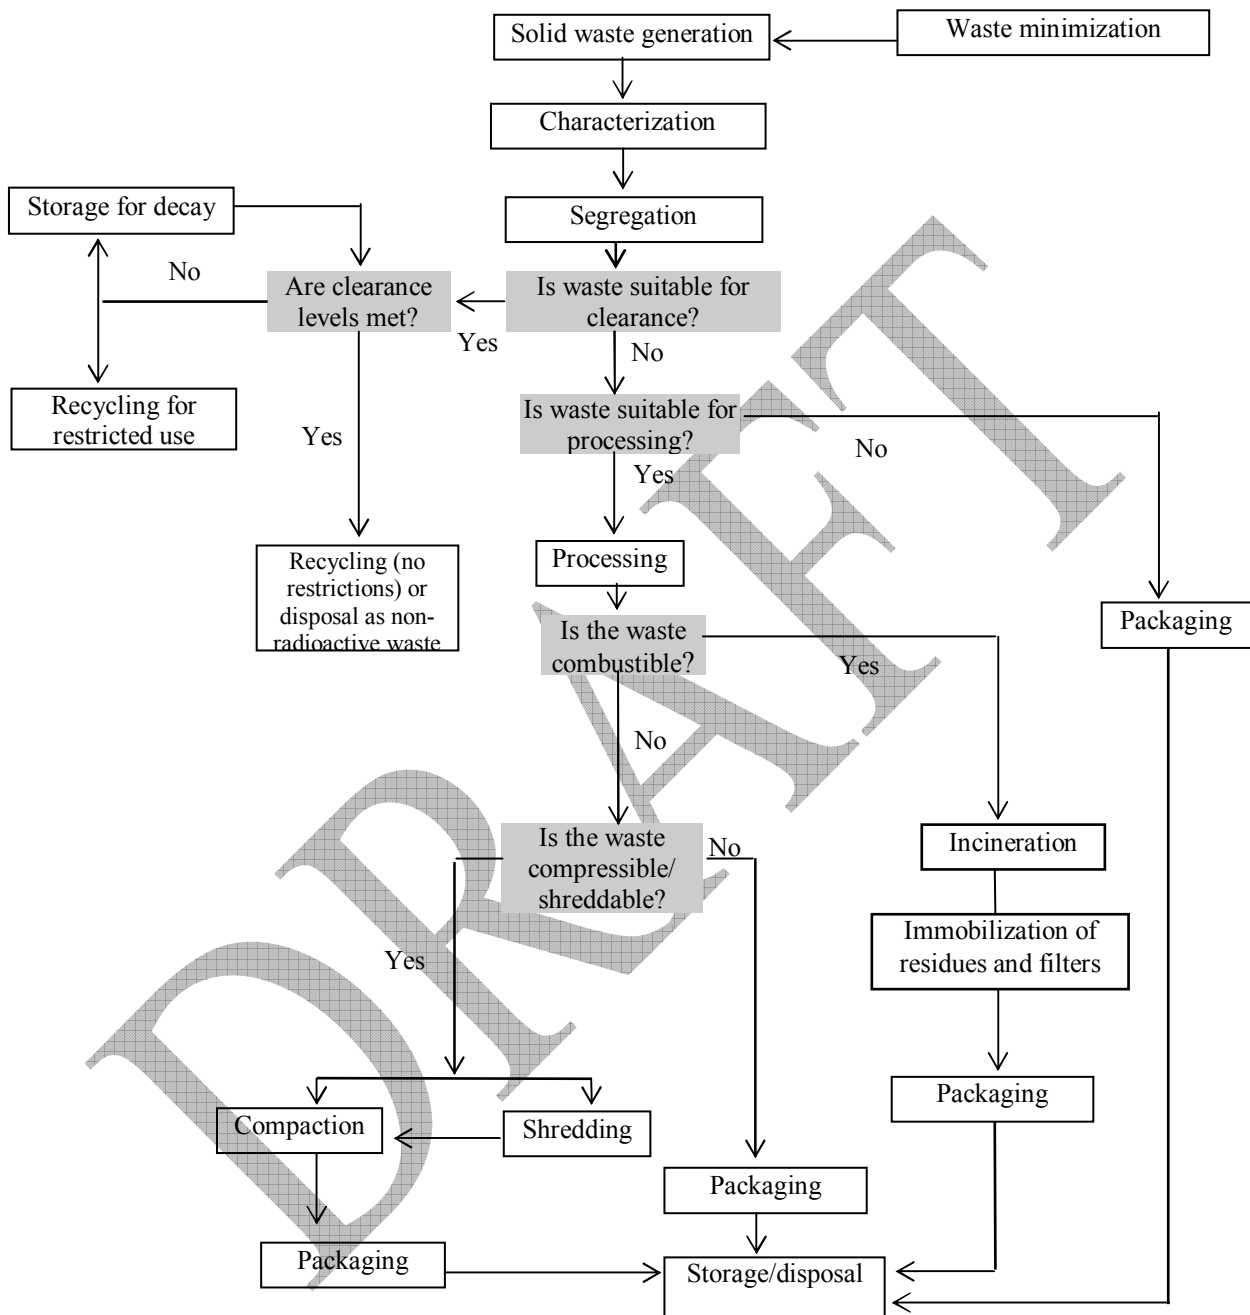 Solid waste generation
Waste minimization
Characterization
Storage for decay
Segregation
No
Are clearance
levels met?
Is waste suitable for
clearance?
Yes
No
Recycling for
restricted use
Yes
Is waste suitable for
processing?
No
Yes
Recycling (no
restrictions) or
disposal as non-
radioactive waste
Processing
Packaging
Is the waste
combustible?
Yes
No
Is the waste
compressible/
shreddable?
No
Incineration
Yes
Immobilization of
residues and filters
Packaging
Compaction
Shredding
Packaging
Packaging
Storage/disposal
DRAFT